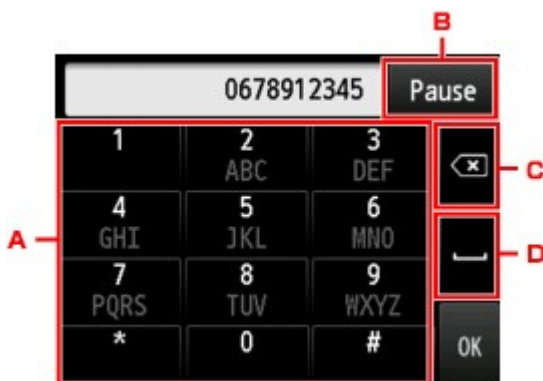 B
0678912345 Pause
1 2 3
ABC DEF
C
4 5 6
A GHI JKL MNO
D
7 8 9
PQRS TUV WXYZ
* 0 # OK